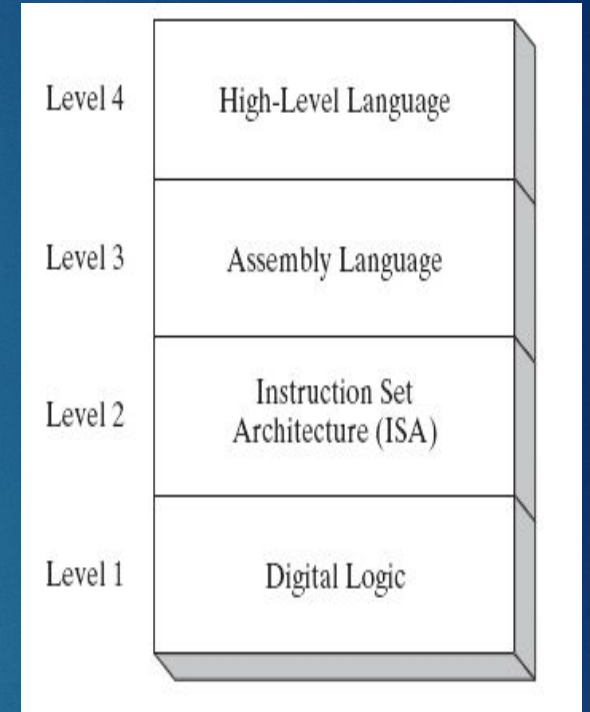 Level 4
High-Level Language
Level 3
Assembly Language
Level 2
Instruction Set
Architecture (ISA)
Level 1
Digital Logic